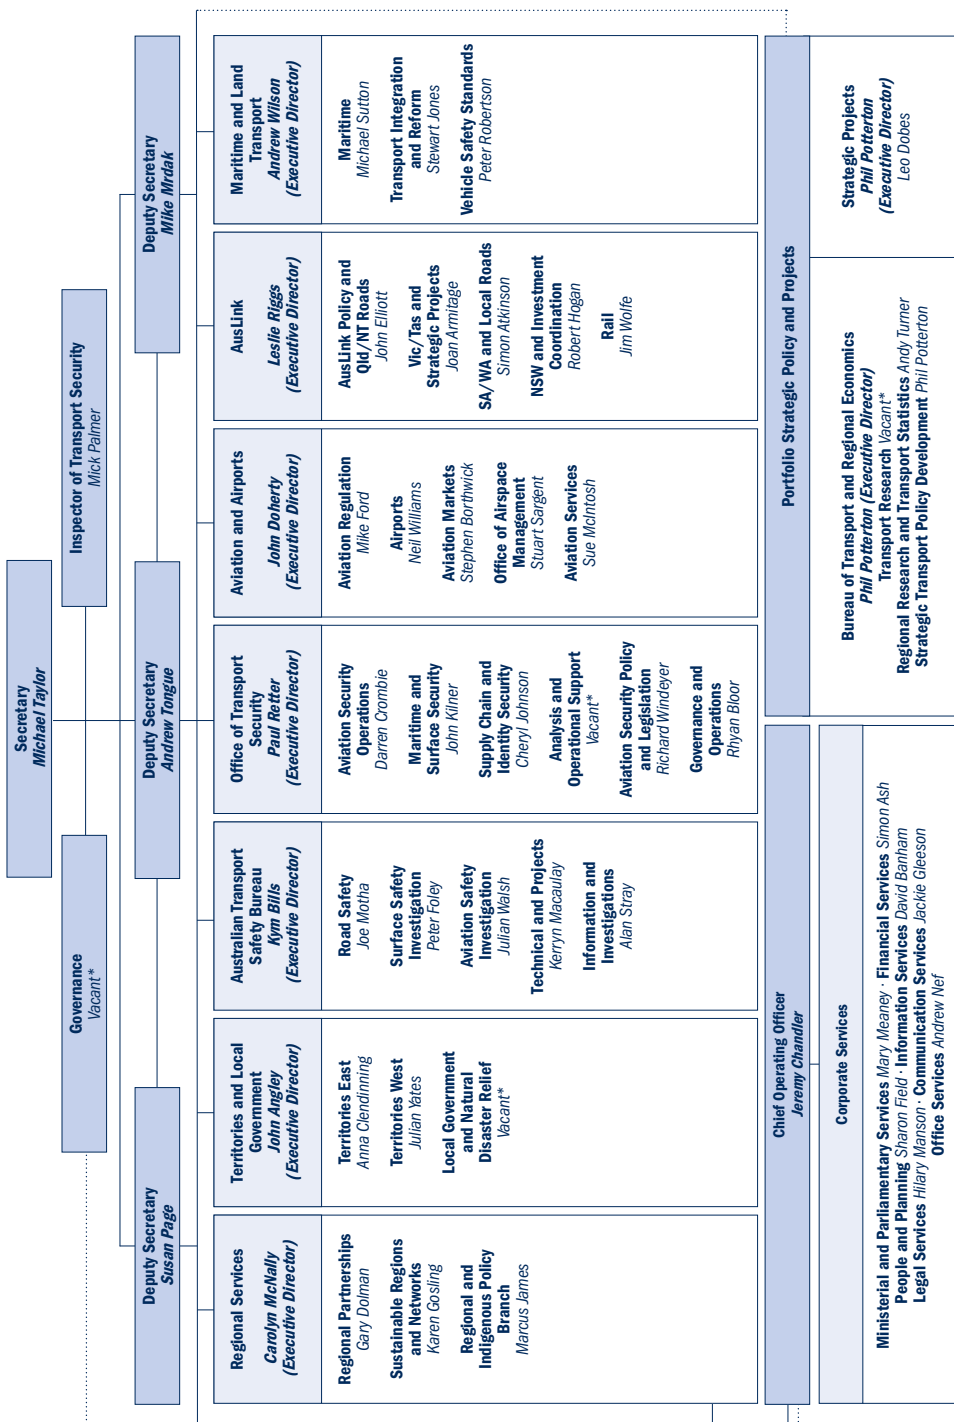 Secretary
Michael Taylor
Governance
Vacant*
Inspector of Transport Security
Mick Palmer
Deputy Secretary
Susan Page
Deputy Secretary
Andrew Tongue
Deputy Secretary
Mike Mrdak
Regional Services
Carolyn McNally
(Executive Director)
Regional Partnerships
Gary Dolman
Sustainable Regions
and Networks
Karen Gosling
Regional and
Indigenous Policy
Branch
Marcus James
Territories and Local
Government
John Angley
(Executive Director)
Territories East
Anna Clendinning
Territories West
Julian Yates
Local Government
and Natural
Disaster Relief
Vacant*
Australian Transport
Safety Bureau
Kym Bills
(Executive Director)
Road Safety
Joe Motha
Surface Safety
Investigation
Peter Foley
Aviation Safety
Investigation
Julian Walsh
Technical and Projects
Kerryn Macaulay
Information and
Investigations
Alan Stray
Office of Transport
Security
Paul Retter
(Executive Director)
Aviation Security
Operations
Darren Crombie
Maritime and
Surface Security
John Kilner
Supply Chain and
Identity Security
Cheryl Johnson
Analysis and
Operational Support
Vacant*
Aviation Security Policy
and Legislation
Richard Windeyer
Governance and
Operations
Rhyan Bloor
Aviation and Airports
John Doherty
(Executive Director)
Aviation Regulation
Mike Ford
Airports
Neil Williams
Aviation Markets
Stephen Borthwick
Office of Airspace
Management
Stuart Sargent
Aviation Services
Sue McIntosh
AusLink
Leslie Riggs
(Executive Director)
AusLink Policy and
Qld/NT Roads
John Elliott
Vic/Tas and
Strategic Projects
Joan Armitage
SA/WA and Local Roads
Simon Atkinson
NSW and Investment
Coordination
Robert Hogan
Rail
Jim Wolfe
Maritime and Land
Transport
Andrew Wilson
(Executive Director)
Maritime
Michael Sutton
Transport Integration
and Reform
Stewart Jones
Vehicle Safety Standards
Peter Robertson
Chief Operating Officer
Jeremy Chandler
Corporate Services
Ministerial and Parliamentary Services Mary Meaney · Financial Services Simon Ash
People and Planning Sharon Field · Information Services David Banham
Legal Services Hilary Manson · Communication Services Jackie Gleeson
Office Services Andrew Nef
Portfolio Strategic Policy and Projects
Bureau of Transport and Regional Economics
Phil Potterton (Executive Director)
Transport Research Vacant*
Regional Research and Transport Statistics Andy Turner
Strategic Transport Policy Development Phil Potterton
Strategic Projects
Phil Potterton
(Executive Director)
Leo Dobes